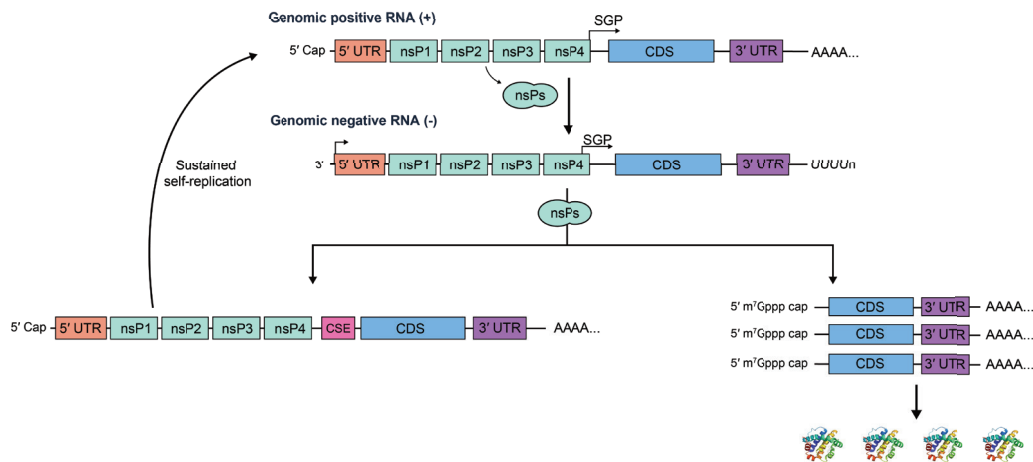 Genomic positive RNA (+)
SGP
5′ Cap 5′ UTR nsP1 nsP2 nsP3 nsP4 CDS 3′ UTR AAAA...
nsPs
Genomic negative RNA (-)
SGP
3′ 5′ UTR nsP1 nsP2 nsP3 nsP4 CDS 3′ UTR UUUUn
Sustained
self-replication
nsPs
5′ m⁷Gppp cap CDS 3′ UTR AAAA...
5′ Cap 5′ UTR nsP1 nsP2 nsP3 nsP4 CSE CDS 3′ UTR AAAA...
5′ m⁷Gppp cap CDS 3′ UTR AAAA...
5′ m⁷Gppp cap CDS 3′ UTR AAAA...